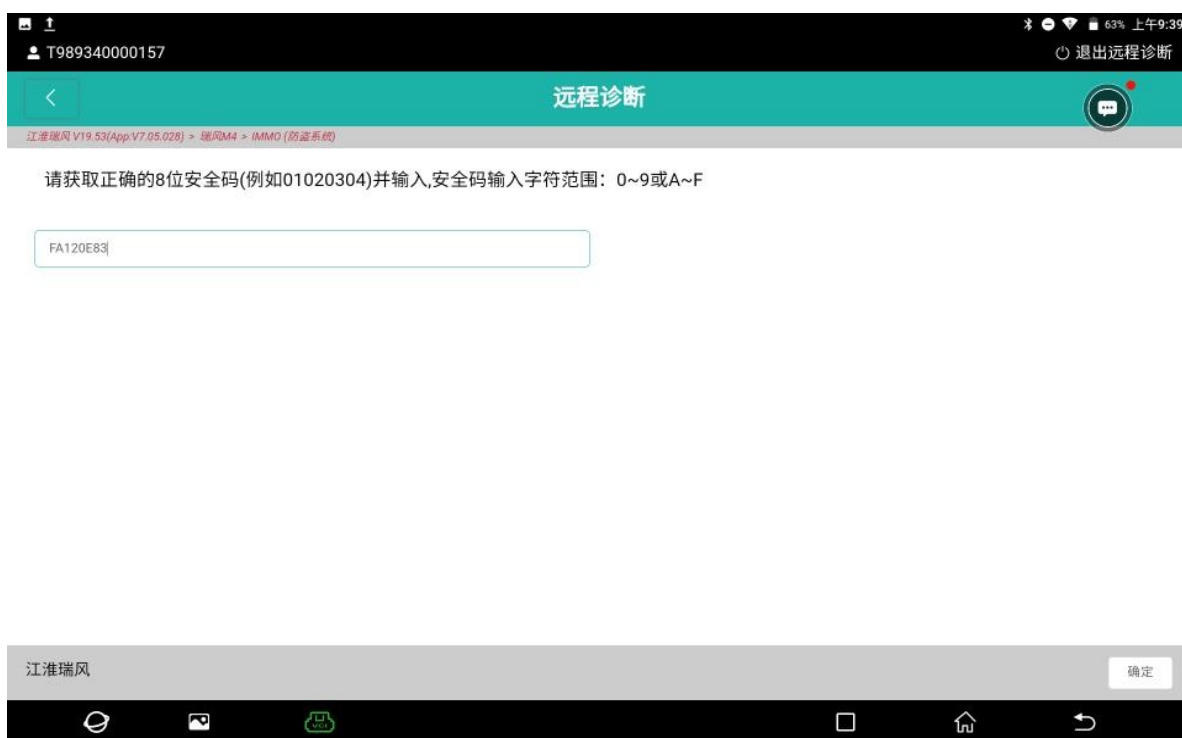 63% 上午9:39
T989340000157
退出远程诊断
远程诊断
江淮瑞风 V19.53(App:V7.05.028) > 瑞风M4 > IMMO (防盗系统)
请获取正确的8位安全码(例如01020304)并输入,安全码输入字符范围：0~9或A~F
FA120E83
江淮瑞风
确定
VCI